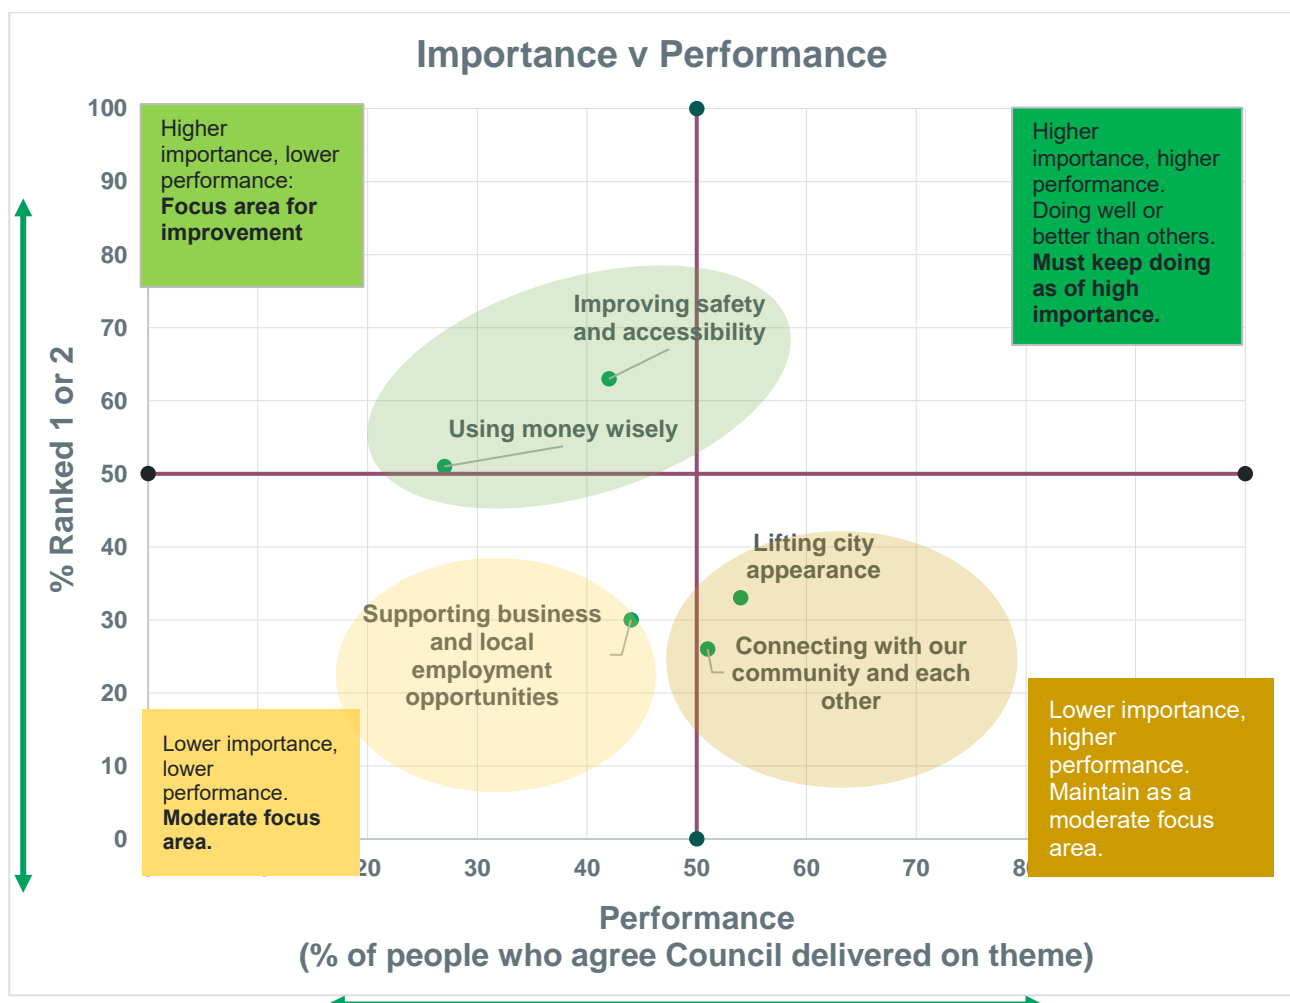 Importance v Performance
100
90
80
70
60
50
40
30
20
10
0
% Ranked 1 or 2
Higher
importance, lower
performance:
Focus area for
improvement
Higher
importance, higher
performance.
Doing well or
better than others.
Must keep doing
as of high
importance.
Improving safety
and accessibility
Using money wisely
Lifting city
appearance
Supporting business
and local
employment
opportunities
Connecting with our
community and each
other
Lower importance,
lower
performance.
Moderate focus
area.
Lower importance,
higher
performance.
Maintain as a
moderate focus
area.
20
30
40
50
60
70
Performance
(% of people who agree Council delivered on theme)